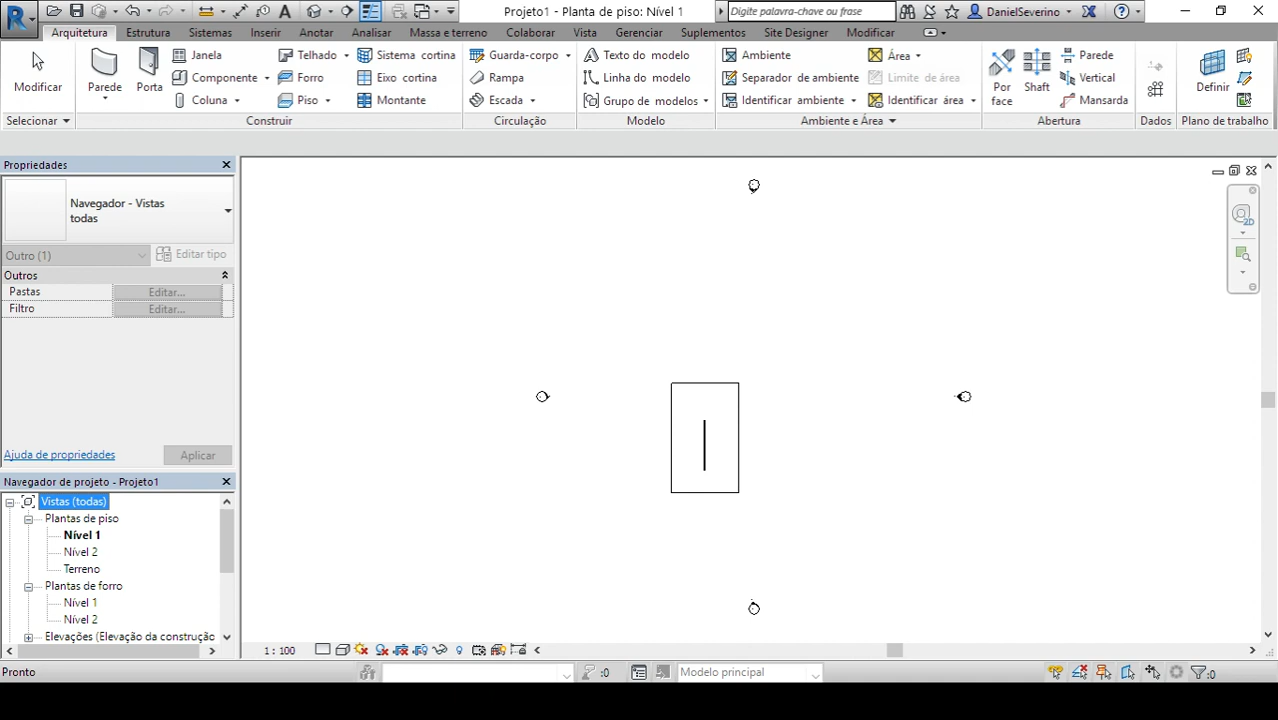 Projeto1 - Planta de piso: Nível 1
Digite palavra-chave ou frase
DanielSeverino
Arquitetura Estrutura Sistemas Inserir Anotar Analisar Massa e terreno Colaborar Vista Gerenciar Suplementos Site Designer Modificar
Modificar
Parede
Porta
Janela
Componente
Coluna
Telhado
Forro
Piso
Sistema cortina
Eixo cortina
Montante
Guarda-corpo
Rampa
Escada
Texto do modelo
Linha do modelo
Grupo de modelos
Ambiente
Separador de ambiente
Identificar ambiente
Área
Limite de área
Identificar área
Por
face
Shaft
Parede
Vertical
Mansarda
Definir
Selecionar Construir Circulação Modelo Ambiente e Área Abertura Dados Plano de trabalho
Propriedades
Navegador - Vistas
todas
Outro (1) Editar tipo
Outros
Pastas Editar...
Filtro Editar...
Ajuda de propriedades Aplicar
Navegador de projeto - Projeto1
Vistas (todas)
Plantas de piso
Nível 1
Nível 2
Terreno
Plantas de forro
Nível 1
Nível 2
Elevações (Elevação da construção
2D
1 : 100
Pronto
:0
Modelo principal
:0